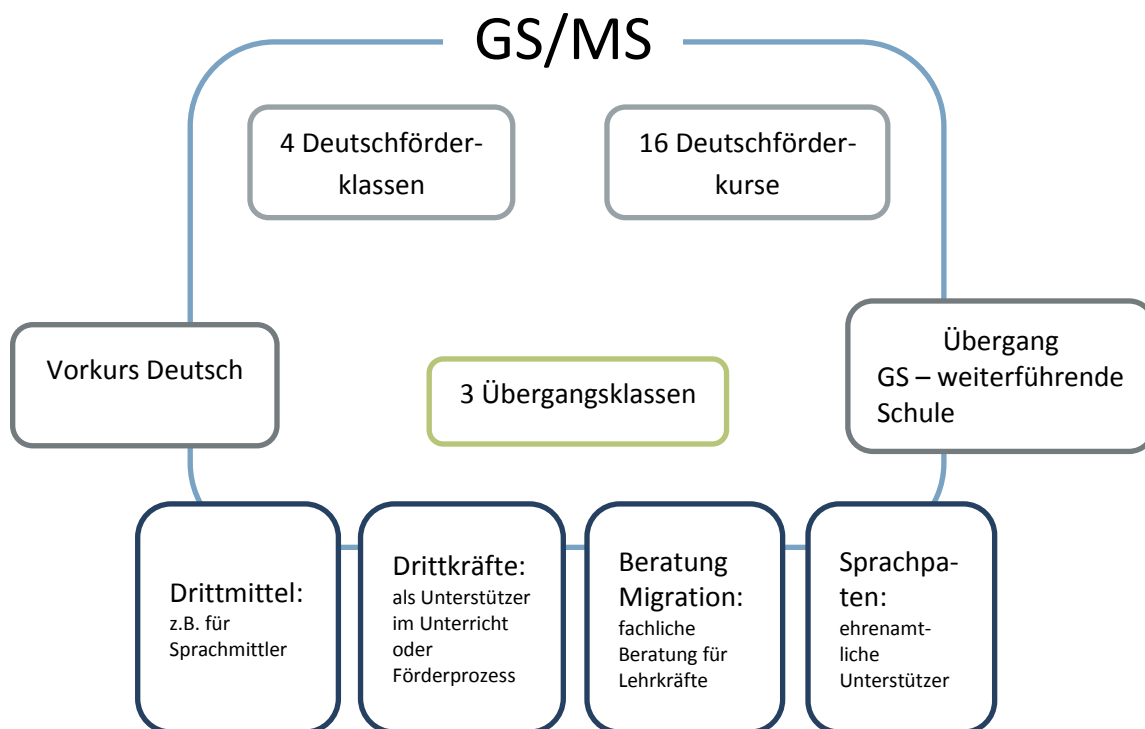 GS/MS
4 Deutschförder-
klassen
16 Deutschförder-
kurse
Vorkurs Deutsch
3 Übergangsklassen
Übergang
GS – weiterführende
Schule
Drittmittel:
z.B. für
Sprachmittler
Drittkräfte:
als Unterstützer
im Unterricht
oder
Förderprozess
Beratung
Migration:
fachliche
Beratung für
Lehrkräfte
Sprachpa-
ten:
ehrenamt-
liche
Unterstützer